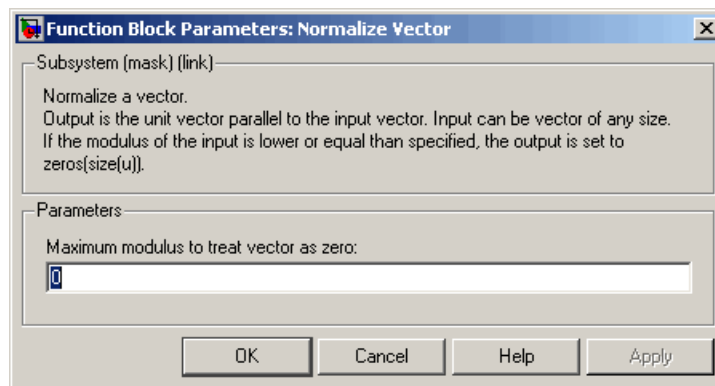 Function Block Parameters: Normalize Vector
Subsystem (mask) (link)
Normalize a vector.
Output is the unit vector parallel to the input vector. Input can be vector of any size.
If the modulus of the input is lower or equal than specified, the output is set to
zeros(size(u)).
Parameters
Maximum modulus to treat vector as zero:
0
OK Cancel Help Apply